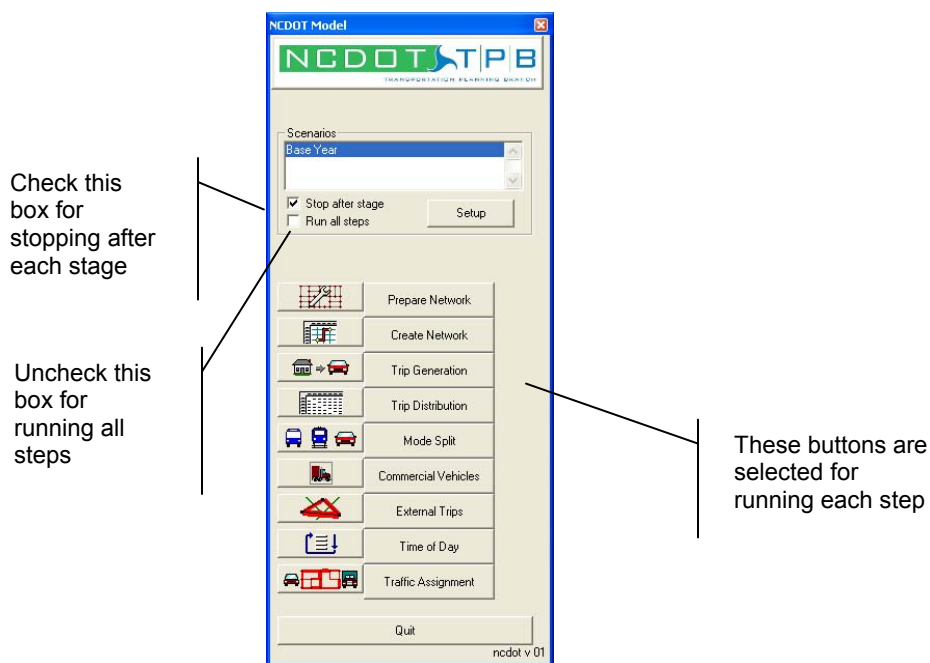 NCDOT Model
NCDOT TPB
TRANSPORTATION PLANNING BRANCH
Scenarios
Base Year
Stop after stage
Run all steps
Setup
Check this
box for
stopping after
each stage
Prepare Network
Create Network
Trip Generation
Trip Distribution
Mode Split
Commercial Vehicles
External Trips
Time of Day
Traffic Assignment
Uncheck this
box for
running all
steps
These buttons are
selected for
running each step
Quit
ncdot v 01